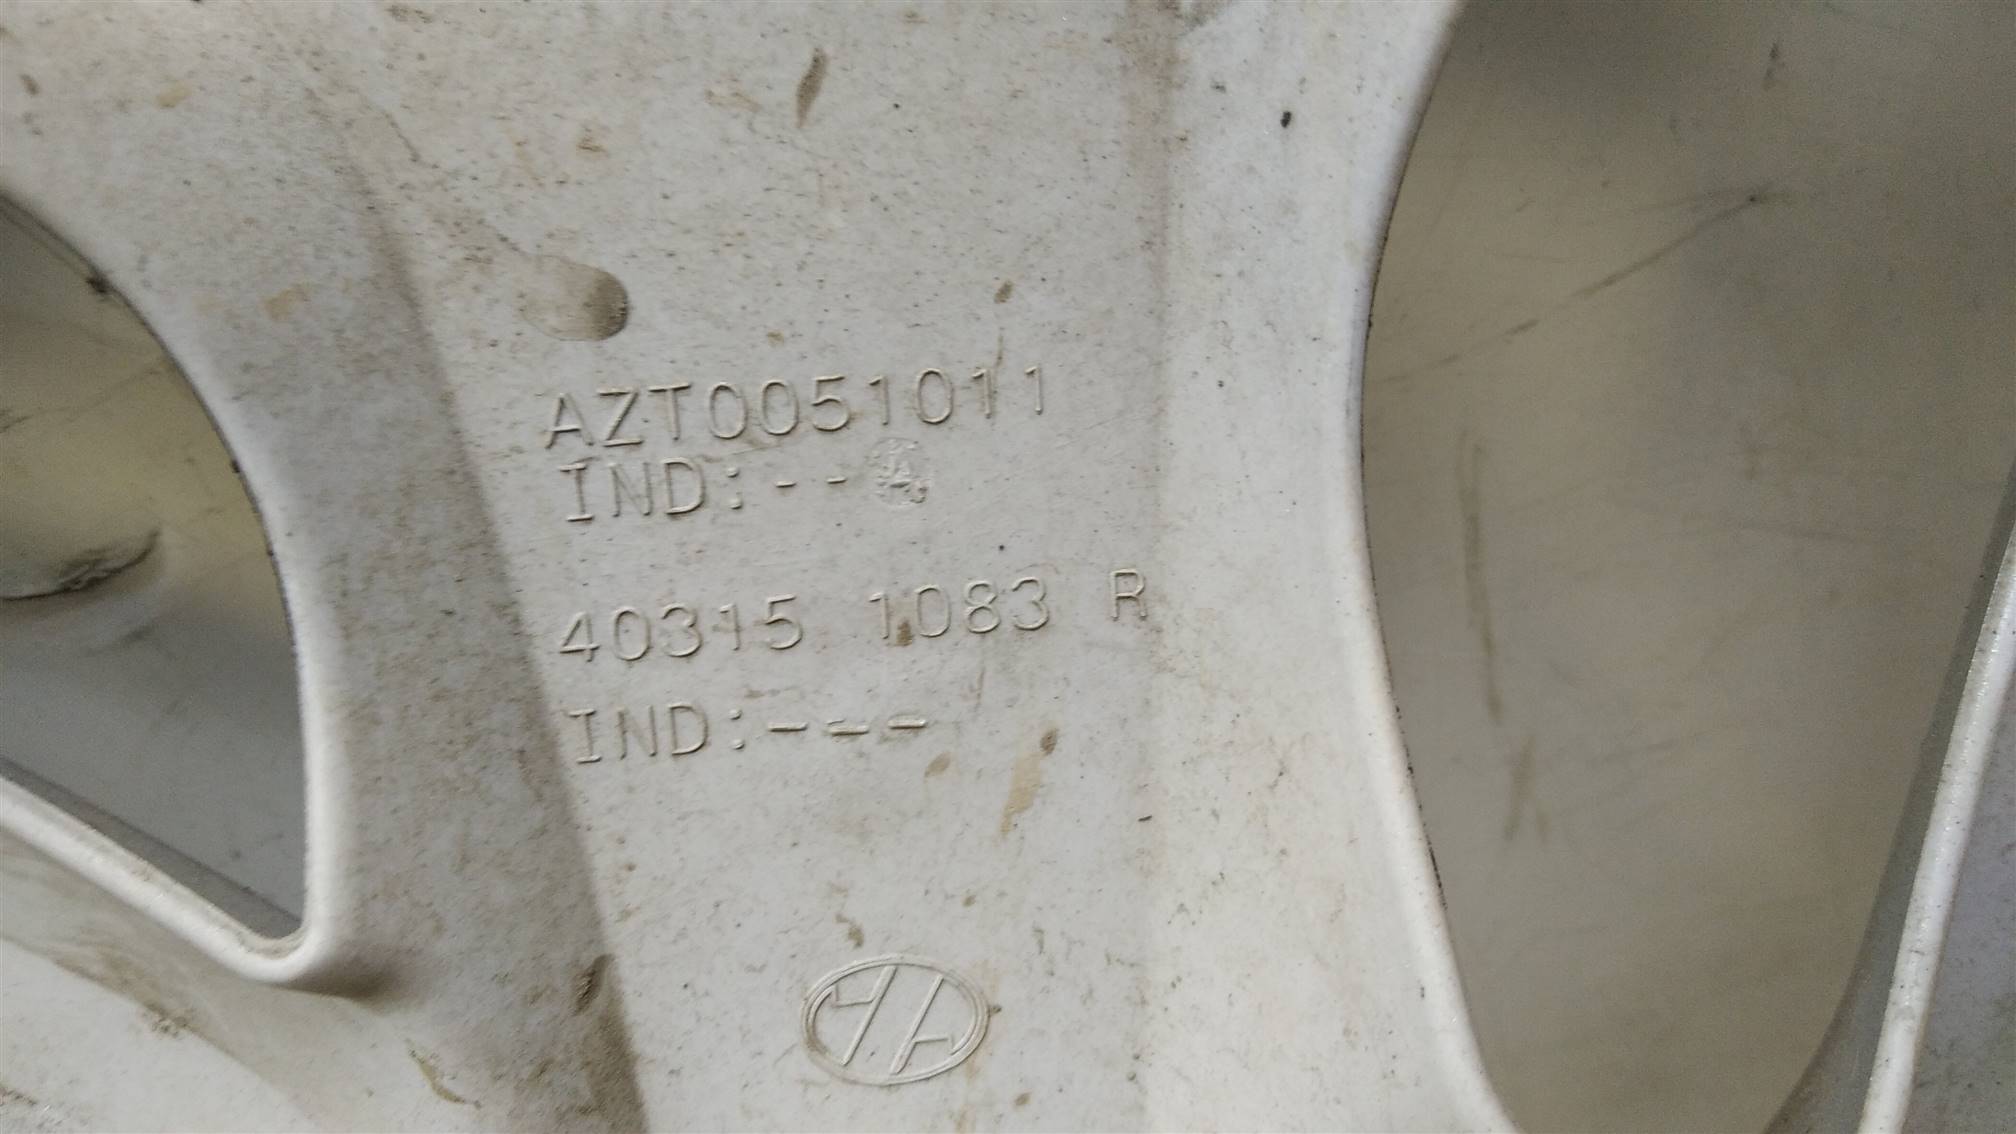 AZT0051011
IND:--A
40315 1083 R
IND:---